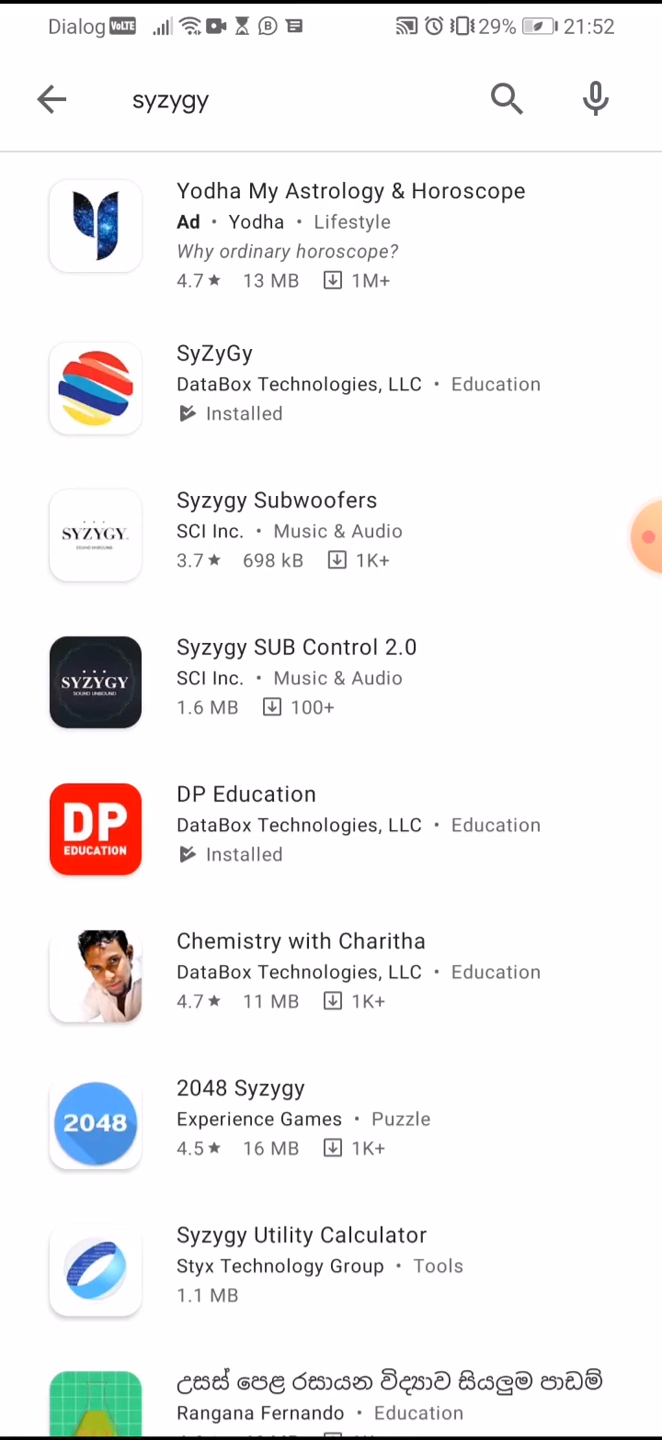 Dialog VoLTE 29% 21:52
syzygy
Yodha My Astrology & Horoscope
Ad • Yodha • Lifestyle
Why ordinary horoscope?
4.7★ 13 MB 1M+
SyZyGy
DataBox Technologies, LLC • Education
Installed
Syzygy Subwoofers
SYZYGY
SOUND UNBOUND
SCI Inc. • Music & Audio
3.7★ 698 kB 1K+
Syzygy SUB Control 2.0
SYZYGY
SOUND UNBOUND
SCI Inc. • Music & Audio
1.6 MB 100+
DP Education
DP
EDUCATION
DataBox Technologies, LLC • Education
Installed
Chemistry with Charitha
DataBox Technologies, LLC • Education
4.7★ 11 MB 1K+
2048 Syzygy
2048
Experience Games • Puzzle
4.5★ 16 MB 1K+
Syzygy Utility Calculator
Styx Technology Group • Tools
1.1 MB
උසස් පෙළ රසායන විද්‍යාව සියලුම පාඩම්
Rangana Fernando • Education